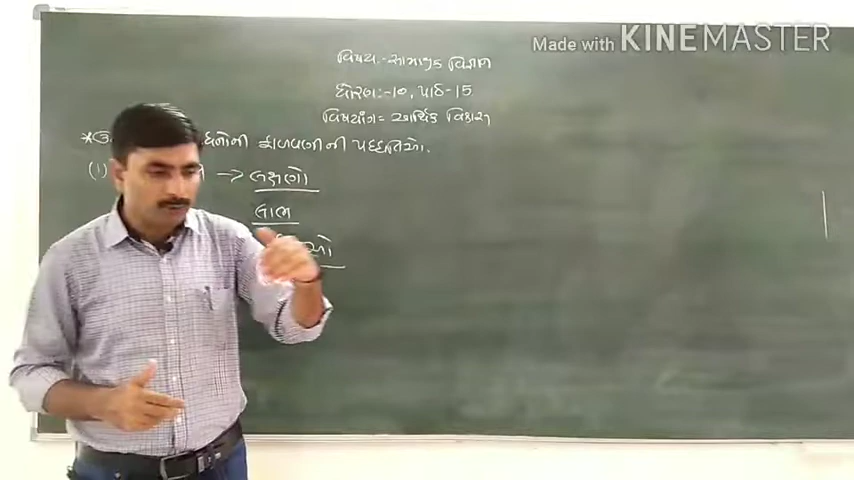 Made with KINEMASTER
વિષય:- સામાજિક વિજ્ઞાન
ધોરણ:-10, પાઠ-15
વિષયાંગ= આર્થિક વિકાસ
ફાળવણીની પદ્ધતિઓ.
(1) → લક્ષણો
લાભ